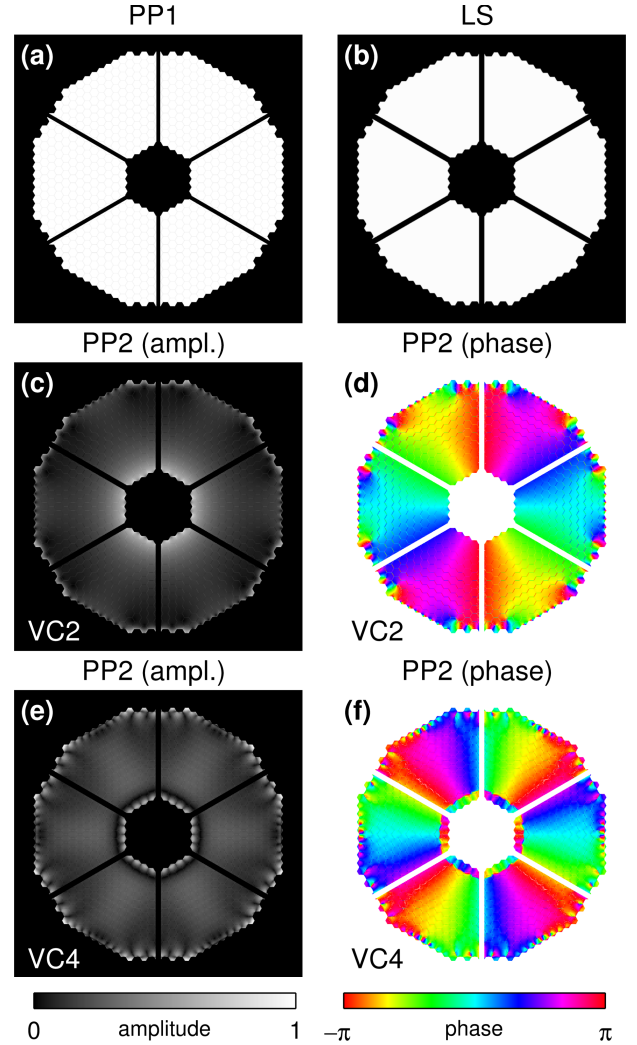 PP1 LS
(a) (b)
PP2 (ampl.) PP2 (phase)
(c) (d)
VC2 VC2
PP2 (ampl.) PP2 (phase)
(e) (f)
VC4 VC4
0 amplitude 1 −π phase π